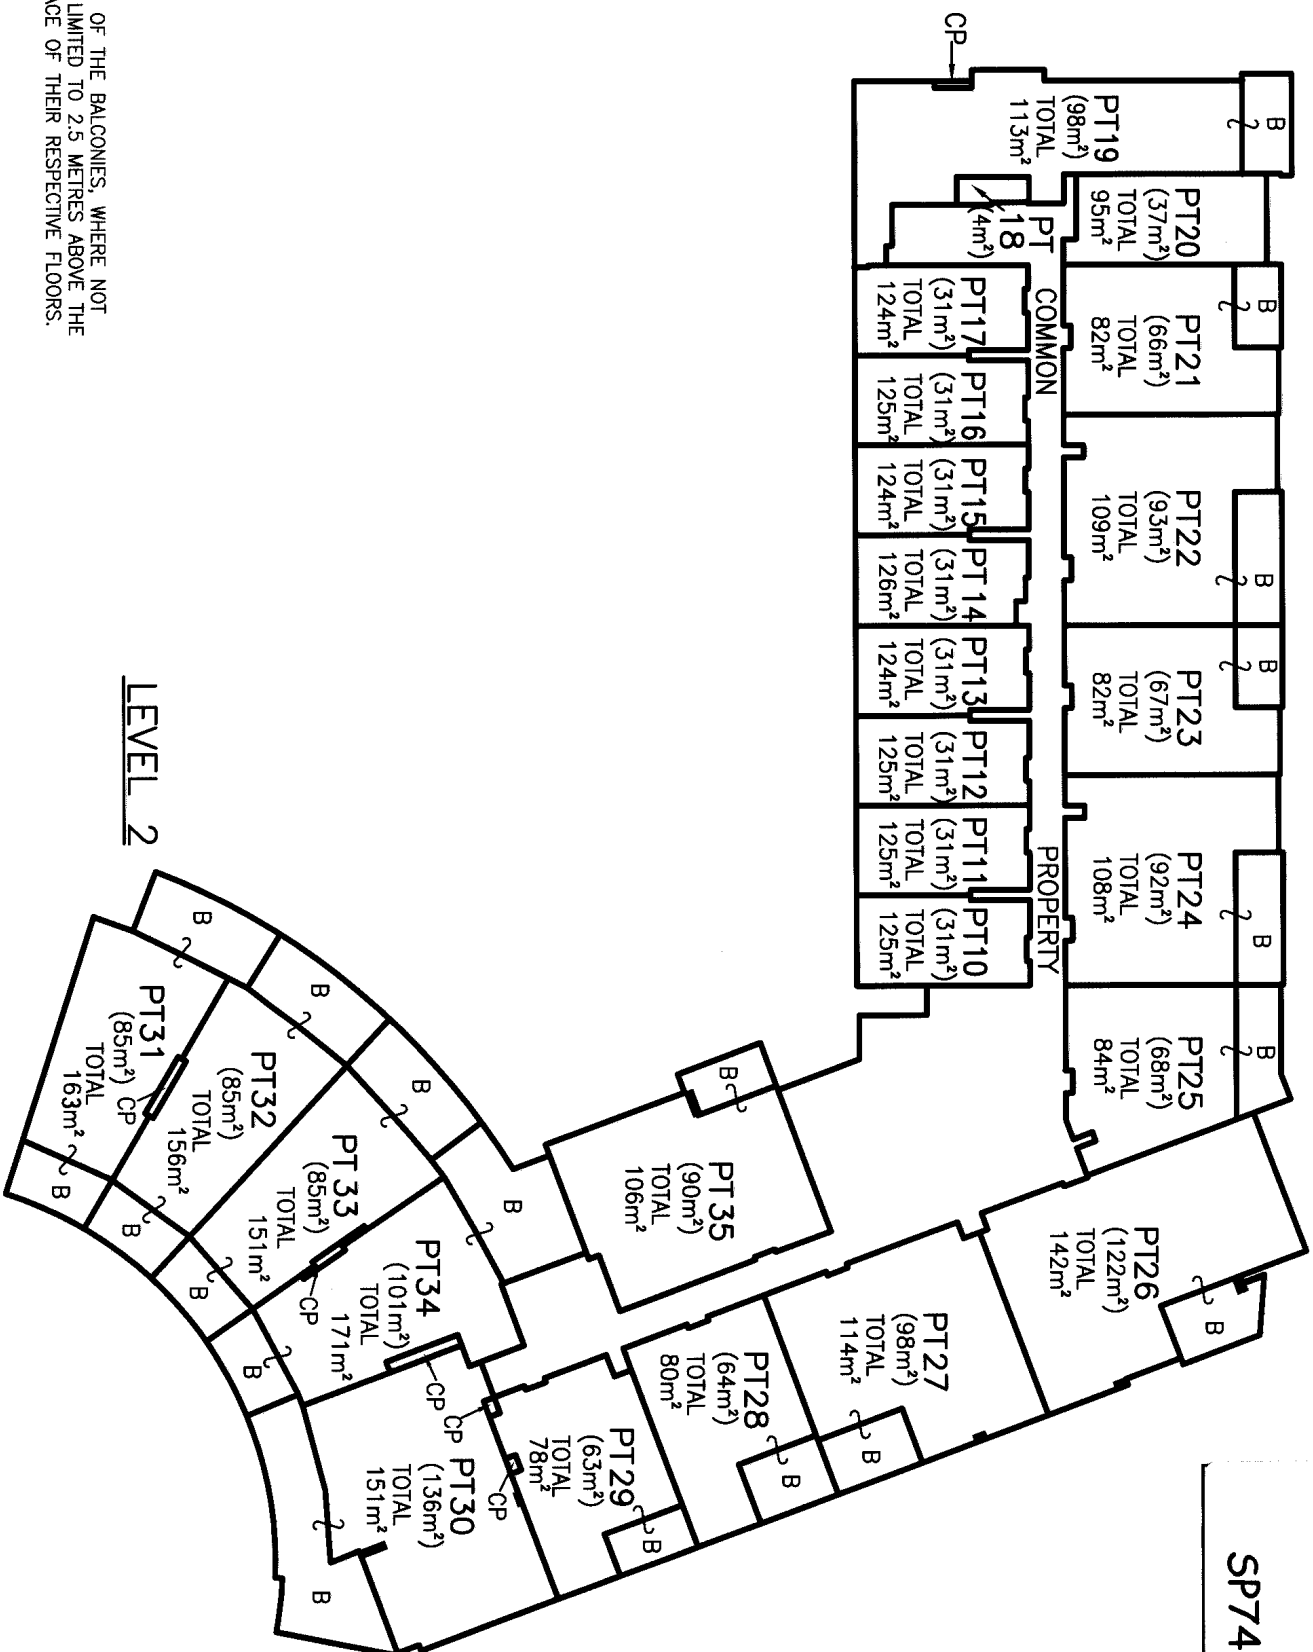 SP74
CP
B
PT19
(98m²)
TOTAL
113m²
PT20
(37m²)
TOTAL
95m²
B
PT21
(66m²)
TOTAL
82m²
PT22
(93m²)
TOTAL
109m²
B
B
PT23
(67m²)
TOTAL
82m²
PT24
(92m²)
TOTAL
108m²
B
B
PT25
(68m²)
TOTAL
84m²
PT26
(122m²)
TOTAL
142m²
B
PT
18
(4m²)
COMMON
PROPERTY
PT17
(31m²)
TOTAL
124m²
PT16
(31m²)
TOTAL
125m²
PT15
(31m²)
TOTAL
124m²
PT14
(31m²)
TOTAL
126m²
PT13
(31m²)
TOTAL
124m²
PT12
(31m²)
TOTAL
125m²
PT11
(31m²)
TOTAL
125m²
PT10
(31m²)
TOTAL
125m²
PT27
(98m²)
TOTAL
114m²
B
B
PT28
(64m²)
TOTAL
80m²
B
PT35
(90m²)
TOTAL
106m²
PT29
(63m²)
TOTAL
78m²
B
B
PT34
(101m²)
TOTAL
171m²
CP
CP
CP
PT30
(136m²)
TOTAL
151m²
B
B
B
PT33
(85m²)
TOTAL
151m²
CP
B
B
PT32
(85m²)
TOTAL
156m²
B
B
PT31
(85m²)
CP
TOTAL
163m²
B
B
LEVEL 2
OF THE BALCONIES, WHERE NOT
LIMITED TO 2.5 METRES ABOVE THE
ACE OF THEIR RESPECTIVE FLOORS.